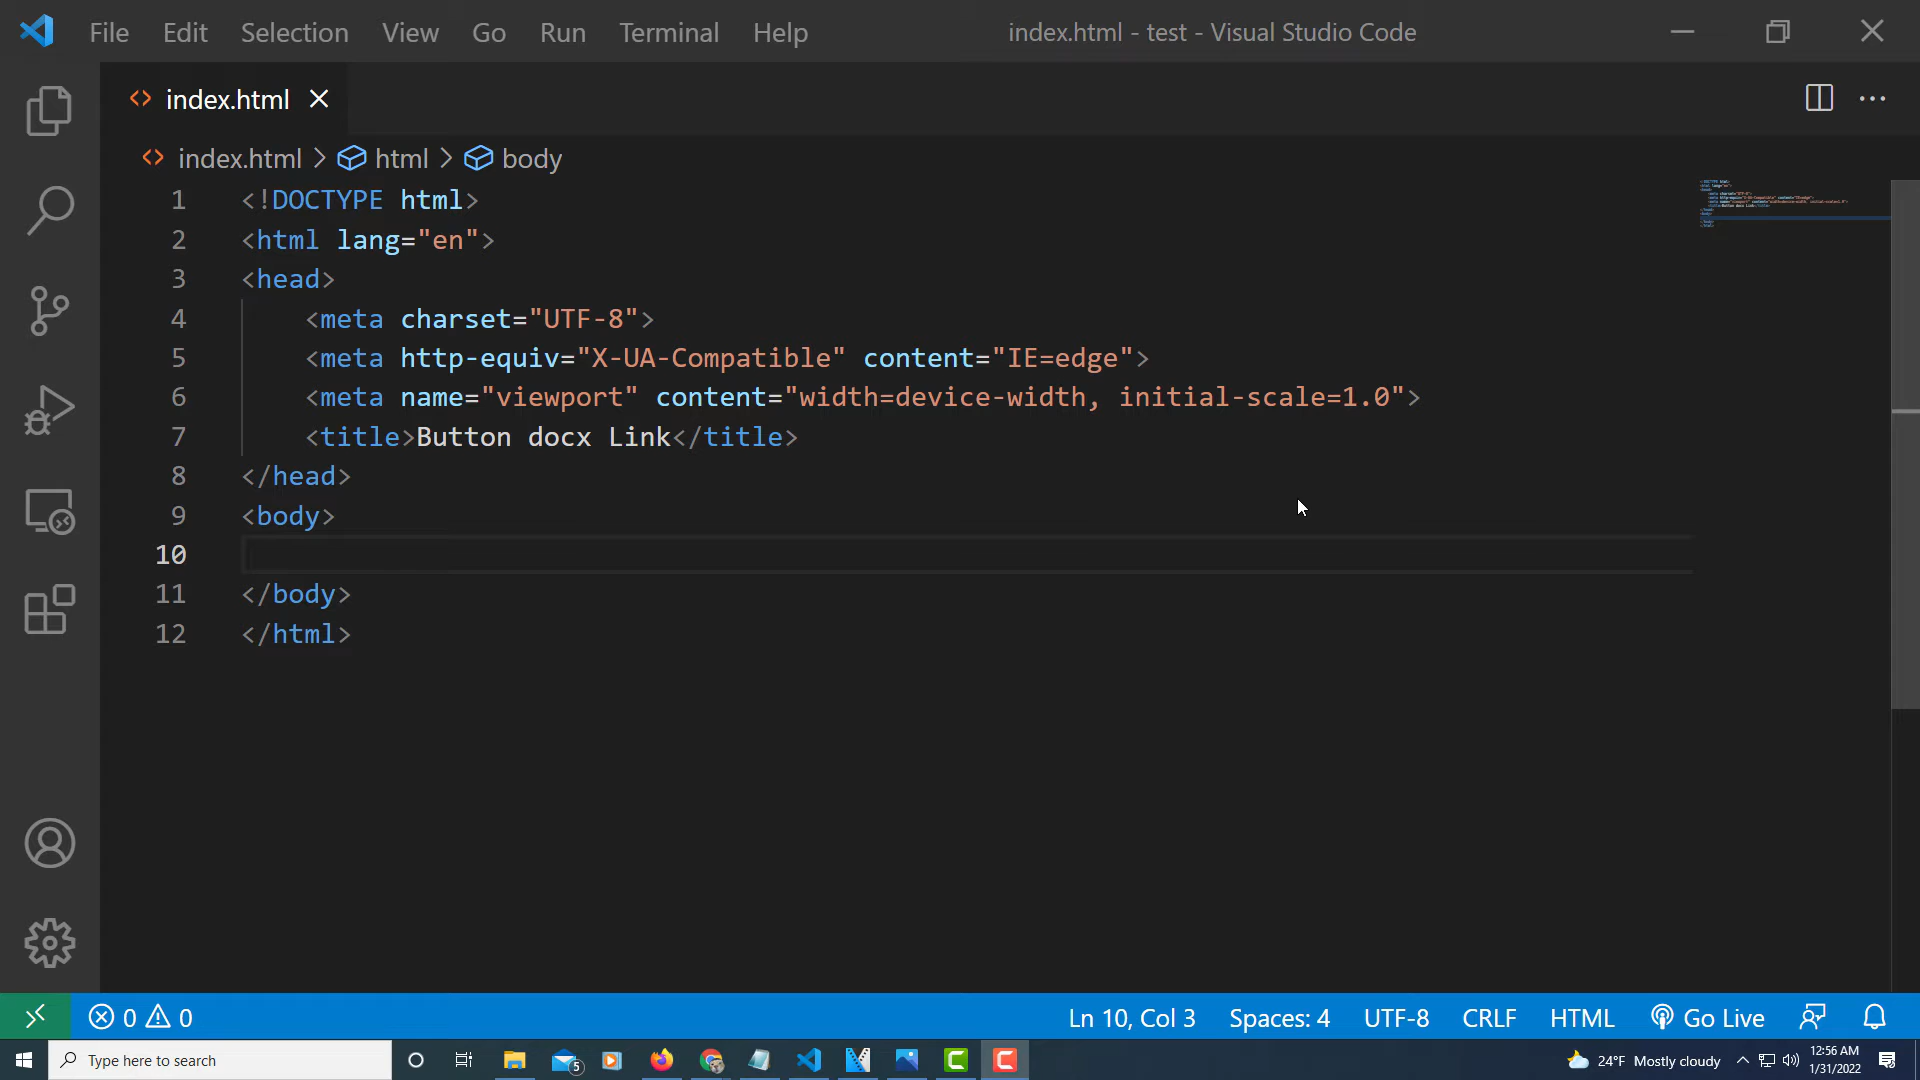 File Edit Selection View Go Run Terminal Help index.html - test - Visual Studio Code
index.html
index.html > html > body
1 <!DOCTYPE html>
2 <html lang="en">
3 <head>
4     <meta charset="UTF-8">
5     <meta http-equiv="X-UA-Compatible" content="IE=edge">
6     <meta name="viewport" content="width=device-width, initial-scale=1.0">
7     <title>Button docx Link</title>
8 </head>
9 <body>
10
11 </body>
12 </html>
0 0 Ln 10, Col 3 Spaces: 4 UTF-8 CRLF HTML Go Live
Type here to search 5 24°F Mostly cloudy 12:56 AM
1/31/2022